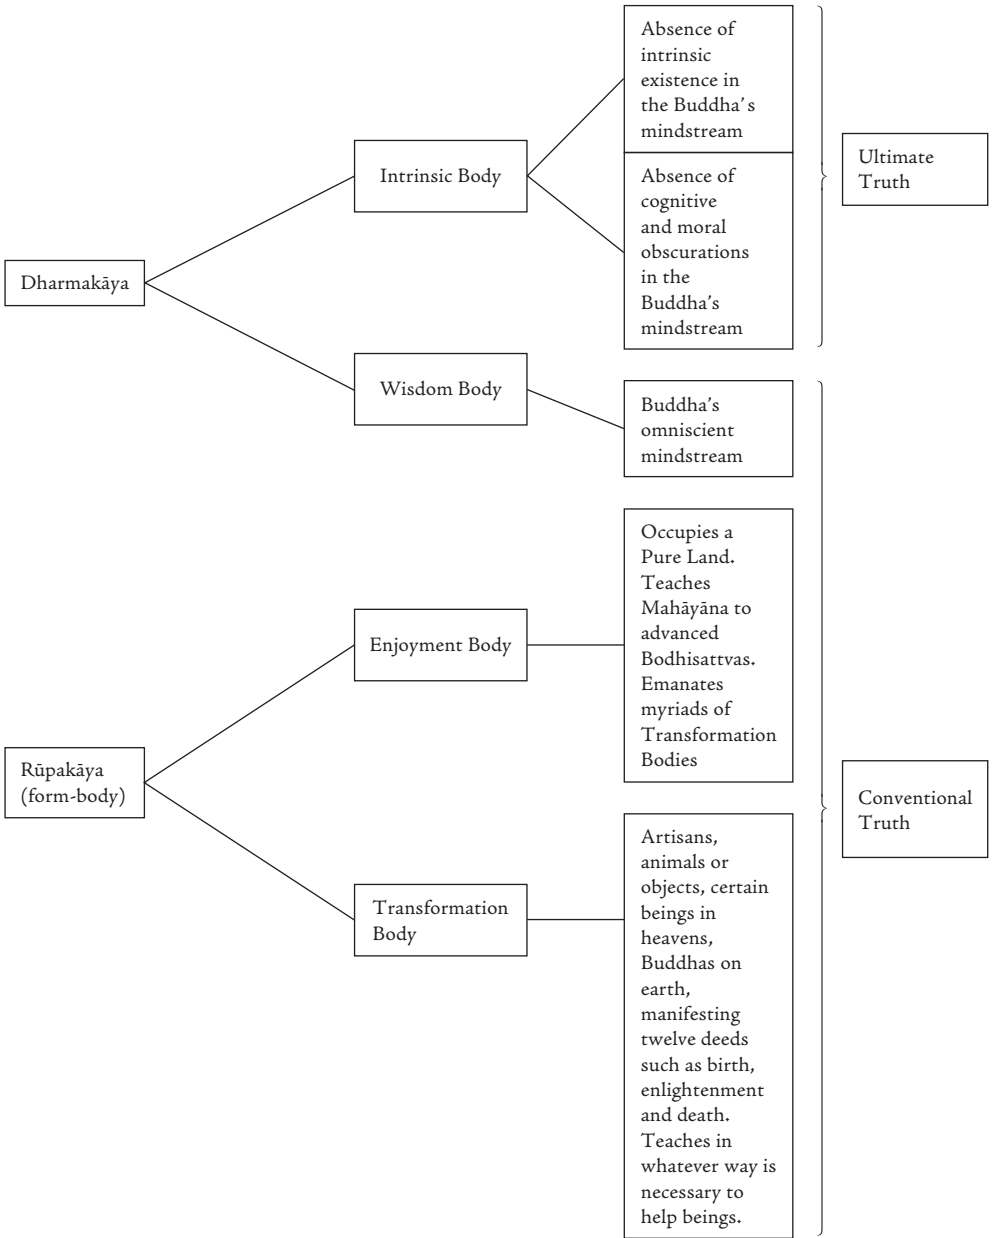 Dharmakāya
Intrinsic Body
Absence of
intrinsic
existence in
the Buddha's
mindstream
Absence of
cognitive
and moral
obscurations
in the
Buddha's
mindstream
Ultimate
Truth
Wisdom Body
Buddha's
omniscient
mindstream
Rūpakāya
(form-body)
Enjoyment Body
Occupies a
Pure Land.
Teaches
Mahāyāna to
advanced
Bodhisattvas.
Emanates
myriads of
Transformation
Bodies
Transformation
Body
Artisans,
animals or
objects, certain
beings in
heavens,
Buddhas on
earth,
manifesting
twelve deeds
such as birth,
enlightenment
and death.
Teaches in
whatever way is
necessary to
help beings.
Conventional
Truth